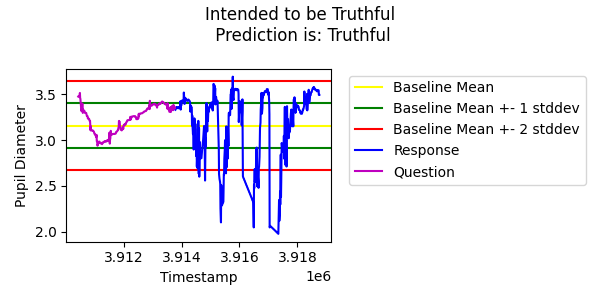 Intended to be Truthful
Prediction is: Truthful
Pupil Diameter
3.5
3.0
2.5
2.0
3.912
3.914
3.916
3.918
1e6
Timestamp
Baseline Mean
Baseline Mean +- 1 stddev
Baseline Mean +- 2 stddev
Response
Question